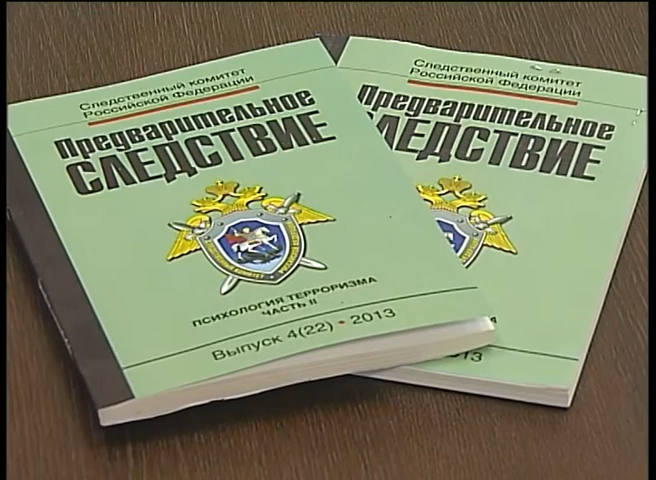 Следственный комитет
Российской Федерации
Предварительное
СЛЕДСТВИЕ
ПСИХОЛОГИЯ ТЕРРОРИЗМА
ЧАСТЬ II
Выпуск 4(22) • 2013
Следственный комитет
Российской Федерации
Предварительное
СЛЕДСТВИЕ